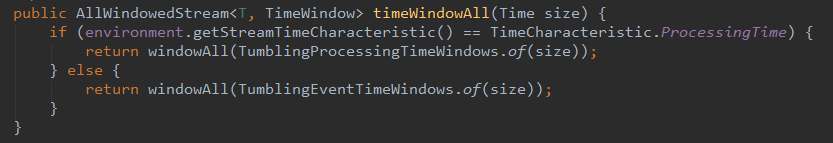 public AllWindowedStream<T, TimeWindow> timeWindowAll(Time size) {
    if (environment.getStreamTimeCharacteristic() == TimeCharacteristic.ProcessingTime) {
        return windowAll(TumblingProcessingTimeWindows.of(size));
    } else {
        return windowAll(TumblingEventTimeWindows.of(size));
    }
}